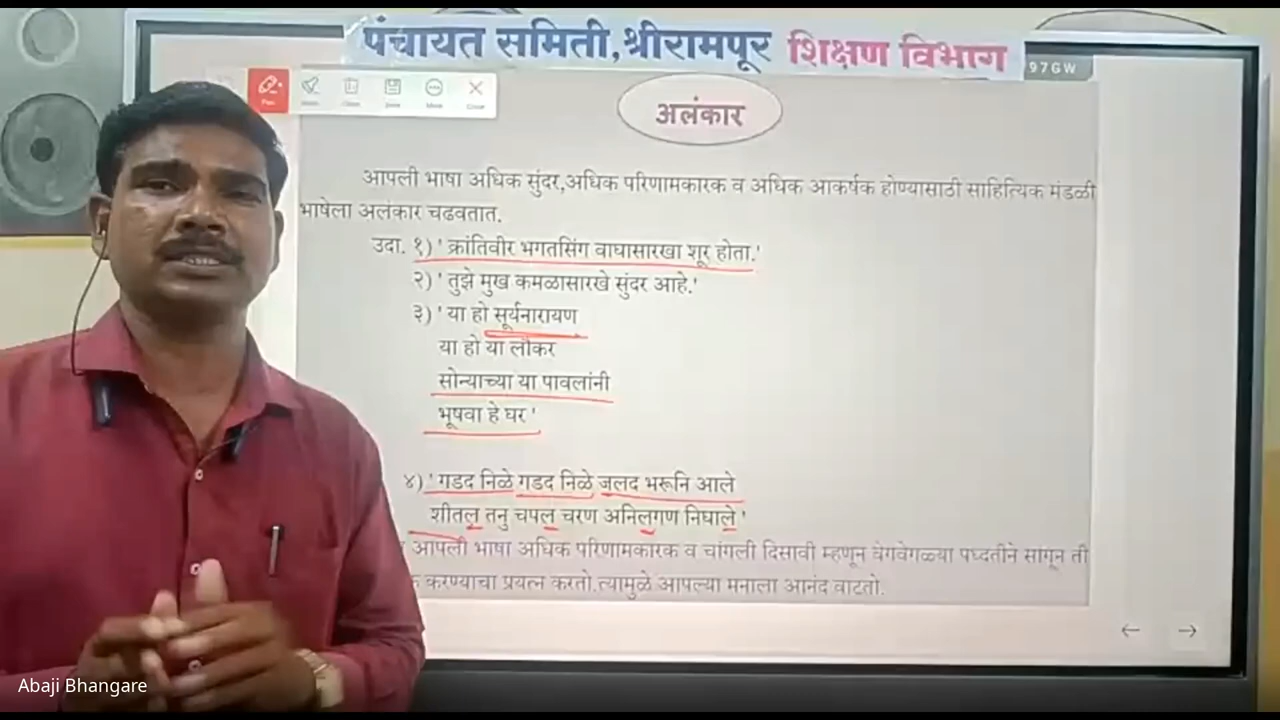 पंचायत समिती,श्रीरामपूर शिक्षण विभाग
97GW
अलंकार
आपली भाषा अधिक सुंदर,अधिक परिणामकारक व अधिक आकर्षक होण्यासाठी साहित्यिक मंडळी
भाषेला अलंकार चढवतात.
उदा. १) ' क्रांतिवीर भगतसिंग वाघासारखा शूर होता.'
२) ' तुझे मुख कमळासारखे सुंदर आहे.'
३) ' या हो सूर्यनारायण
या हो या लौकर
सोन्याच्या या पावलांनी
भूषवा हे घर '
४) ' गडद निळे गडद निळे जलद भरूनि आले
शीतल तनु चपल चरण अनिलगण निघाले '
आपली भाषा अधिक परिणामकारक व चांगली दिसावी म्हणून वेगवेगळ्या पध्दतीने सांगून ती
करण्याचा प्रयत्न करतो.त्यामुळे आपल्या मनाला आनंद वाटतो.
Abaji Bhangare